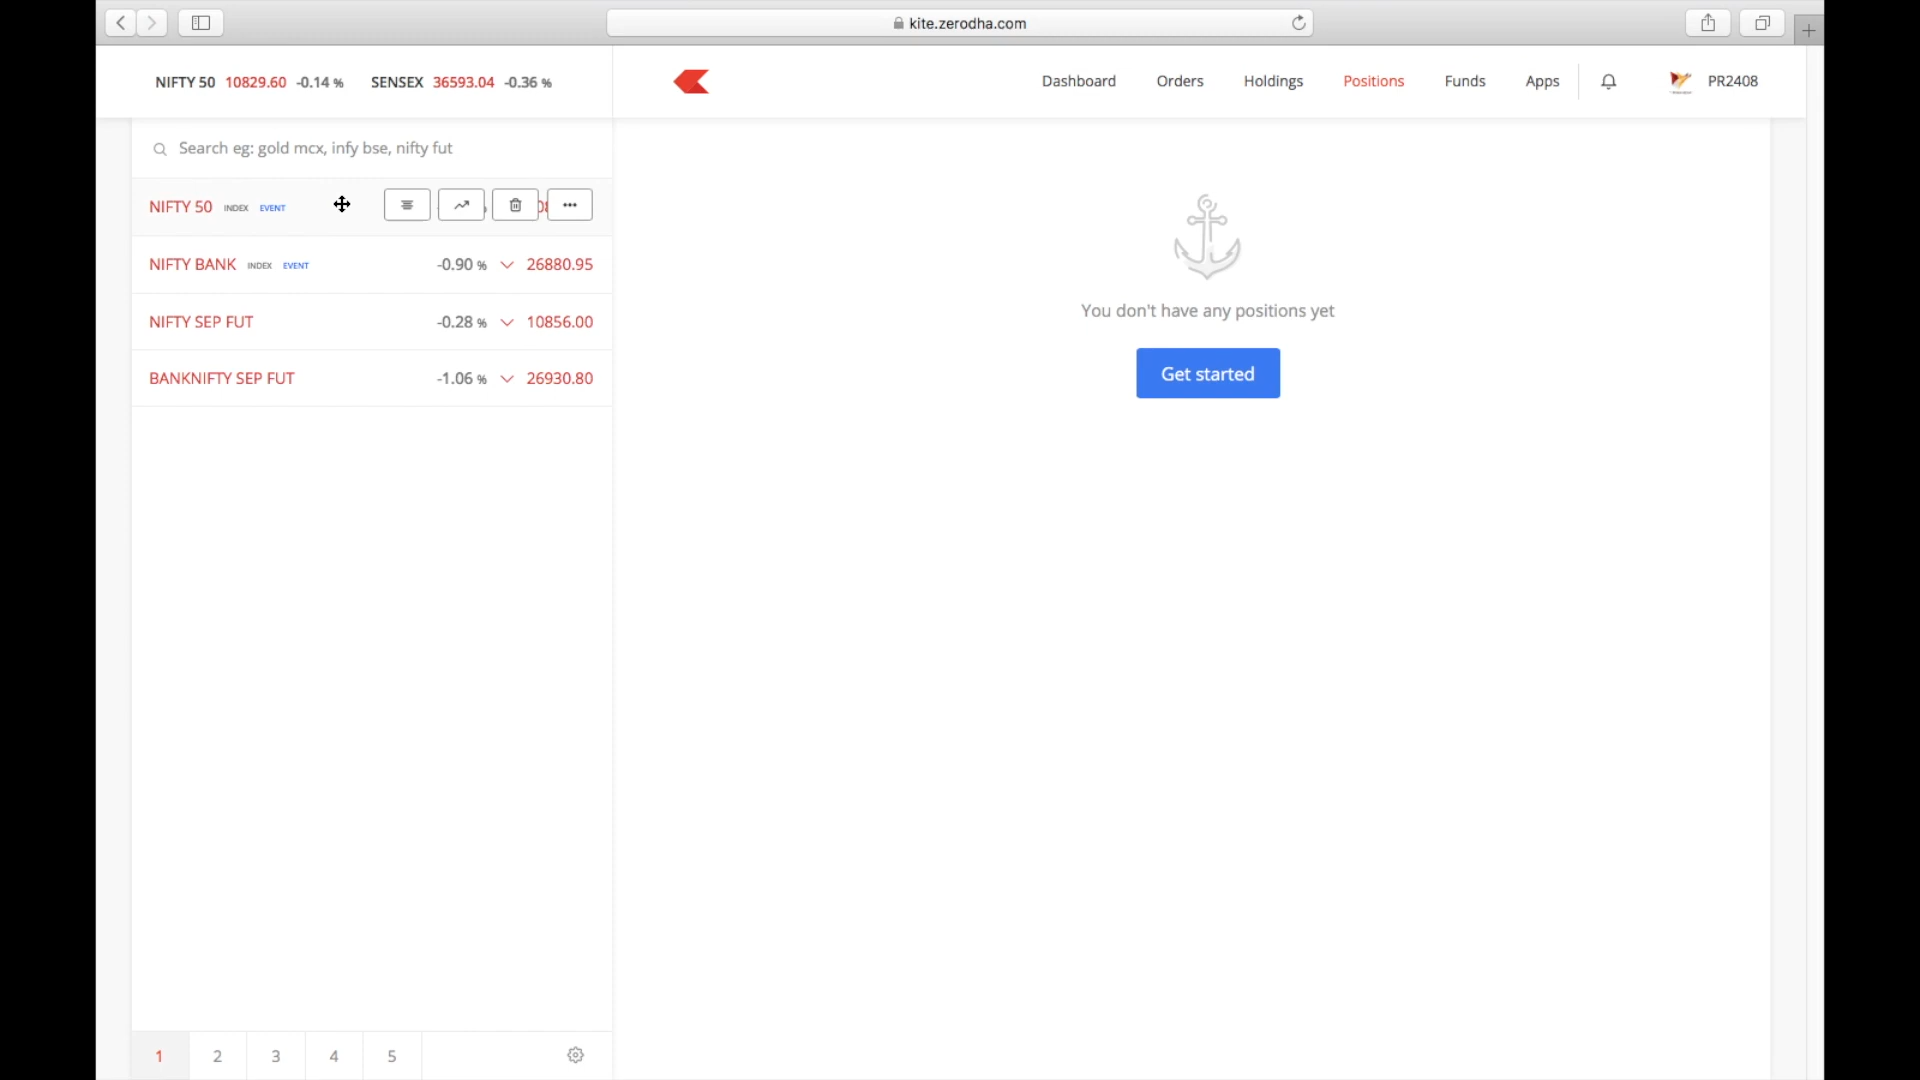 kite.zerodha.com
NIFTY 50 10829.60 -0.14 % SENSEX 36593.04 -0.36 %
Dashboard Orders Holdings Positions Funds Apps PR2408
Search eg: gold mcx, infy bse, nifty fut
NIFTY 50 INDEX EVENT
NIFTY BANK INDEX EVENT -0.90 % 26880.95
NIFTY SEP FUT -0.28 % 10856.00
BANKNIFTY SEP FUT -1.06 % 26930.80
You don't have any positions yet
Get started
1 2 3 4 5